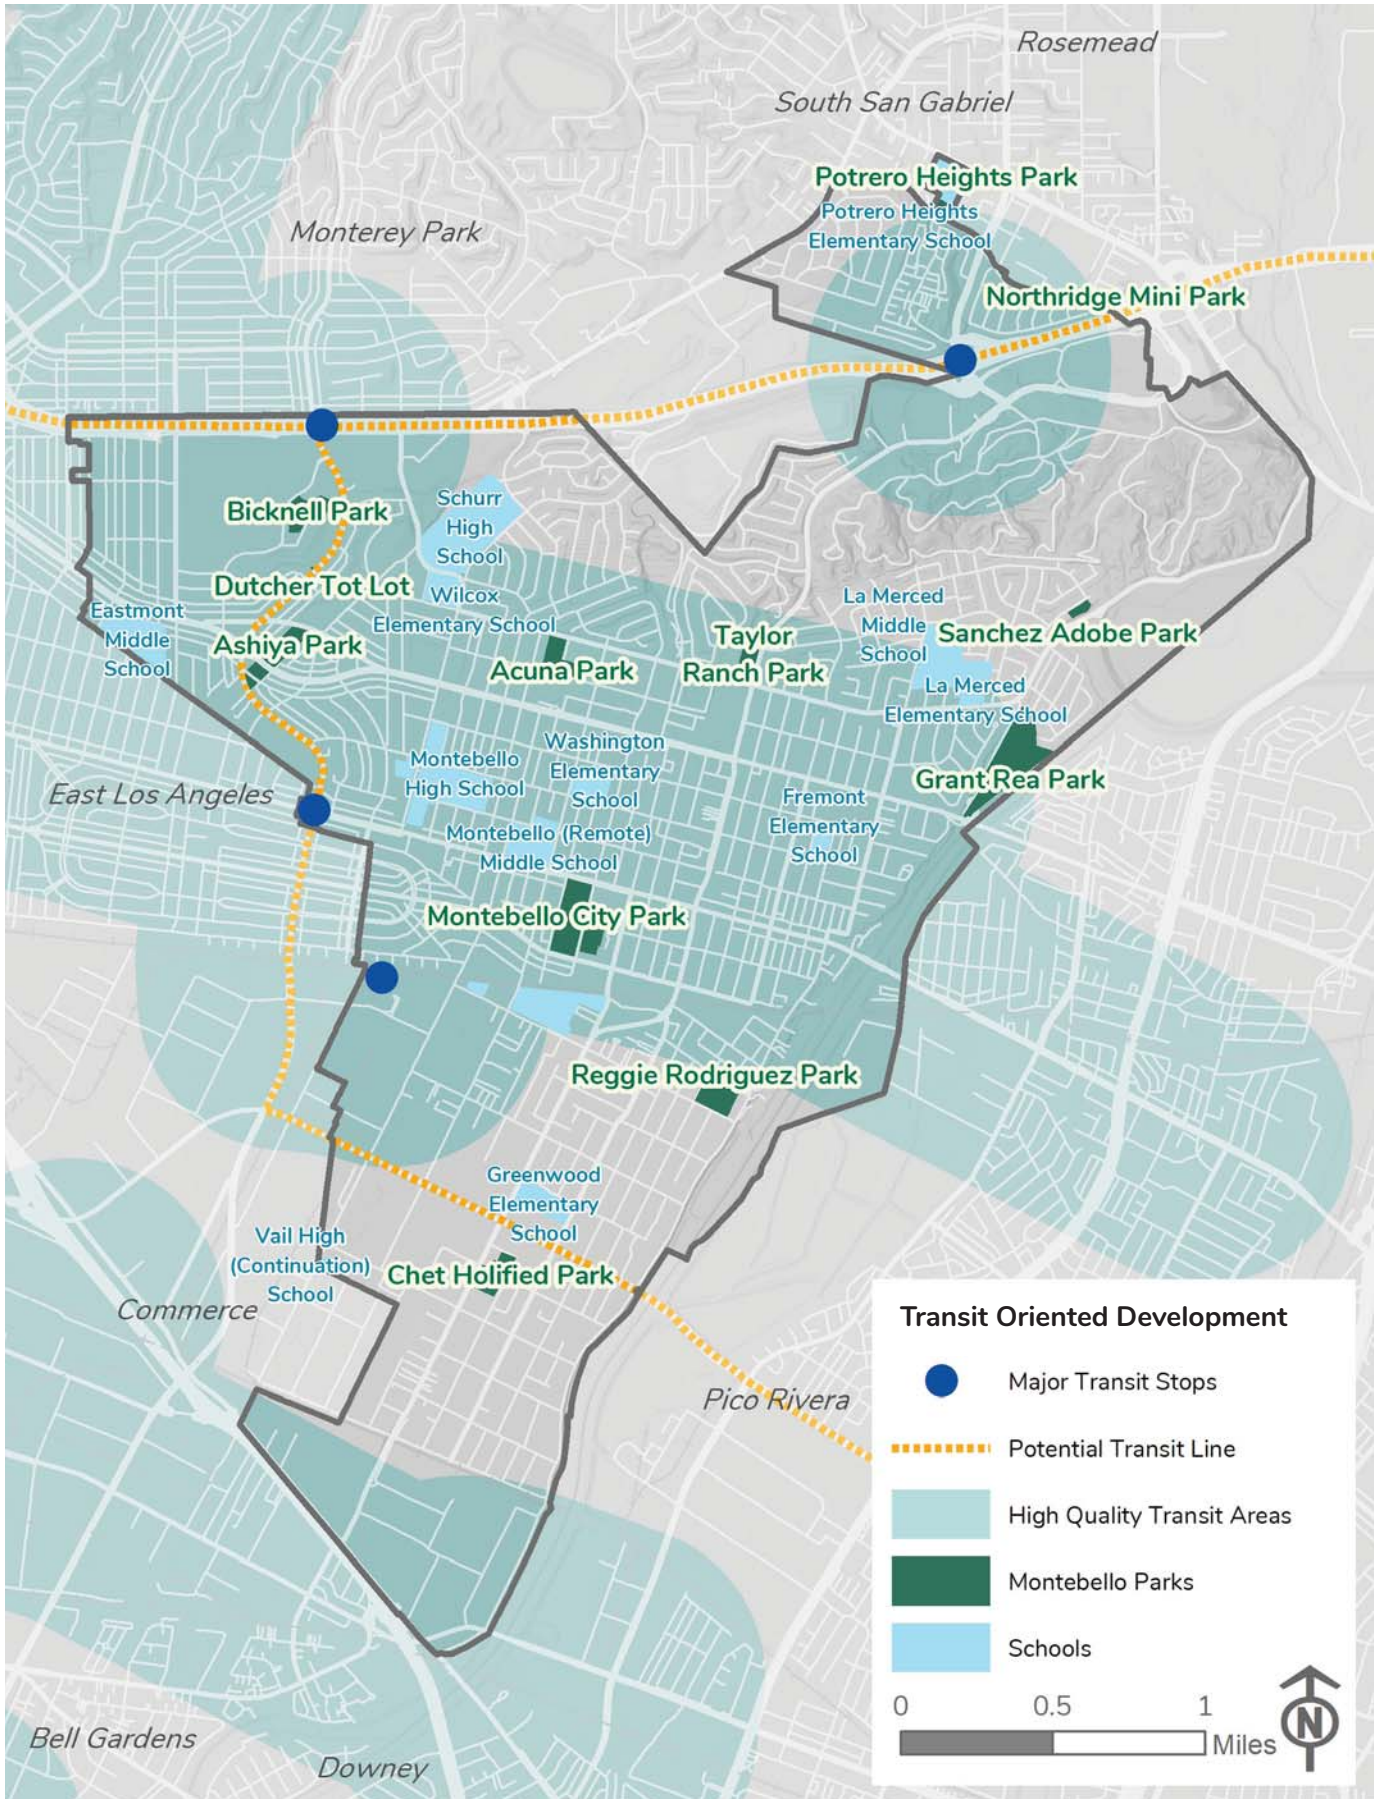 Rosemead
South San Gabriel
Potrero Heights Park
Potrero Heights
Elementary School
Monterey Park
Northridge Mini Park
Schurr
High
School
Bicknell Park
Dutcher Tot Lot
Wilcox
Elementary School
Eastmont
Middle
School
Ashiya Park
Acuna Park
Taylor
Ranch Park
La Merced
Middle
School
Sanchez Adobe Park
La Merced
Elementary School
Montebello
High School
Washington
Elementary
School
Grant Rea Park
East Los Angeles
Fremont
Elementary
School
Montebello (Remote)
Middle School
Montebello City Park
Reggie Rodriguez Park
Greenwood
Elementary
School
Vail High
(Continuation)
School
Chet Holified Park
Commerce
Pico Rivera
Bell Gardens
Downey
Transit Oriented Development
Major Transit Stops
Potential Transit Line
High Quality Transit Areas
Montebello Parks
Schools
0 0.5 1
Miles
N